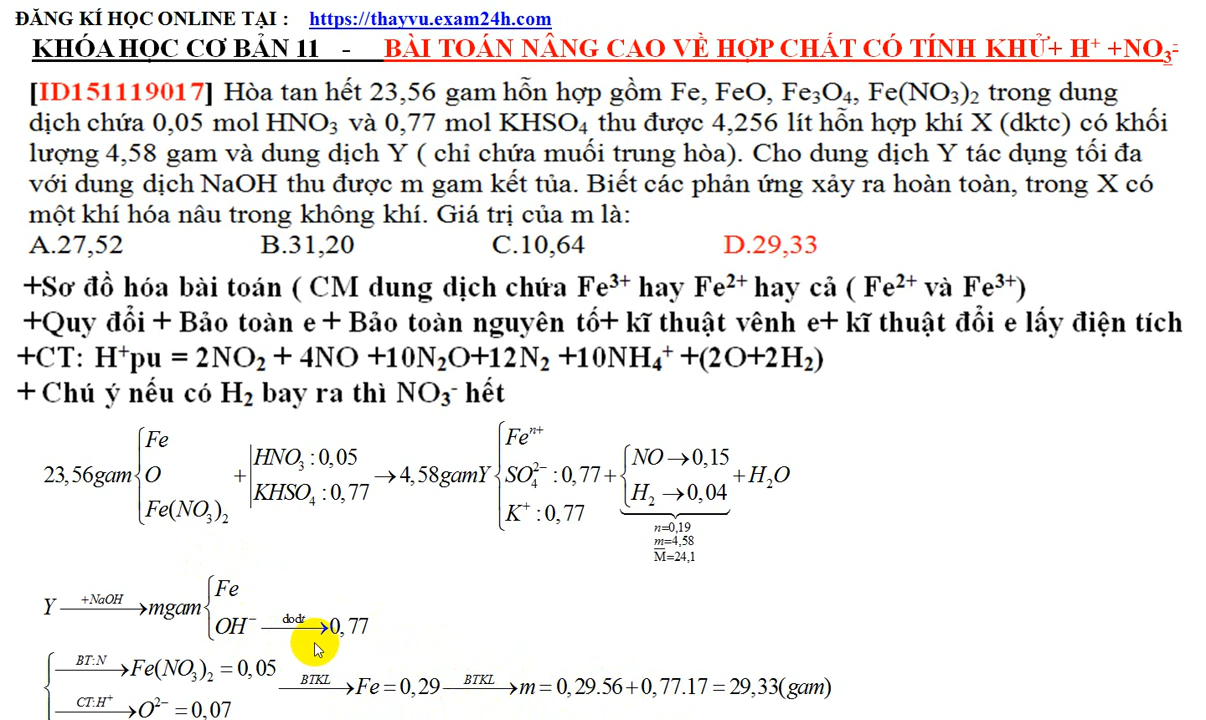 ĐĂNG KÍ HỌC ONLINE TẠI : https://thayvu.exam24h.com
KHÓA HỌC CƠ BẢN 11 - BÀI TOÁN NÂNG CAO VỀ HỢP CHẤT CÓ TÍNH KHỬ+ H⁺ +NO₃⁻
[ID151119017] Hòa tan hết 23,56 gam hỗn hợp gồm Fe, FeO, Fe₃O₄, Fe(NO₃)₂ trong dung
dịch chứa 0,05 mol HNO₃ và 0,77 mol KHSO₄ thu được 4,256 lít hỗn hợp khí X (dktc) có khối
lượng 4,58 gam và dung dịch Y ( chỉ chứa muối trung hòa). Cho dung dịch Y tác dụng tối đa
với dung dịch NaOH thu được m gam kết tủa. Biết các phản ứng xảy ra hoàn toàn, trong X có
một khí hóa nâu trong không khí. Giá trị của m là:
A.27,52 B.31,20 C.10,64 D.29,33
+Sơ đồ hóa bài toán ( CM dung dịch chứa Fe³⁺ hay Fe²⁺ hay cả ( Fe²⁺ và Fe³⁺)
+Quy đổi + Bảo toàn e + Bảo toàn nguyên tố+ kĩ thuật vênh e+ kĩ thuật đổi e lấy điện tích
+CT: H⁺pu = 2NO₂ + 4NO +10N₂O+12N₂ +10NH₄⁺ +(2O+2H₂)
+ Chú ý nếu có H₂ bay ra thì NO₃⁻ hết
23,56gam { Fe O Fe(NO₃)₂ + | HNO₃ :0,05 KHSO₄ :0,77 → 4,58gamY { Feⁿ⁺ SO₄²⁻ :0,77 K⁺ :0,77 + { NO → 0,15 H₂ → 0,04 + H₂O
n=0,19
m=4,58
M̅=24,1
Y —+NaOH→ mgam { Fe OH⁻ —dodt→ 0,77
{ —BT:N→ Fe(NO₃)₂ = 0,05 —CT:H⁺→ O²⁻ = 0,07 —BTKL→ Fe = 0,29 —BTKL→ m = 0,29.56+0,77.17 = 29,33(gam)